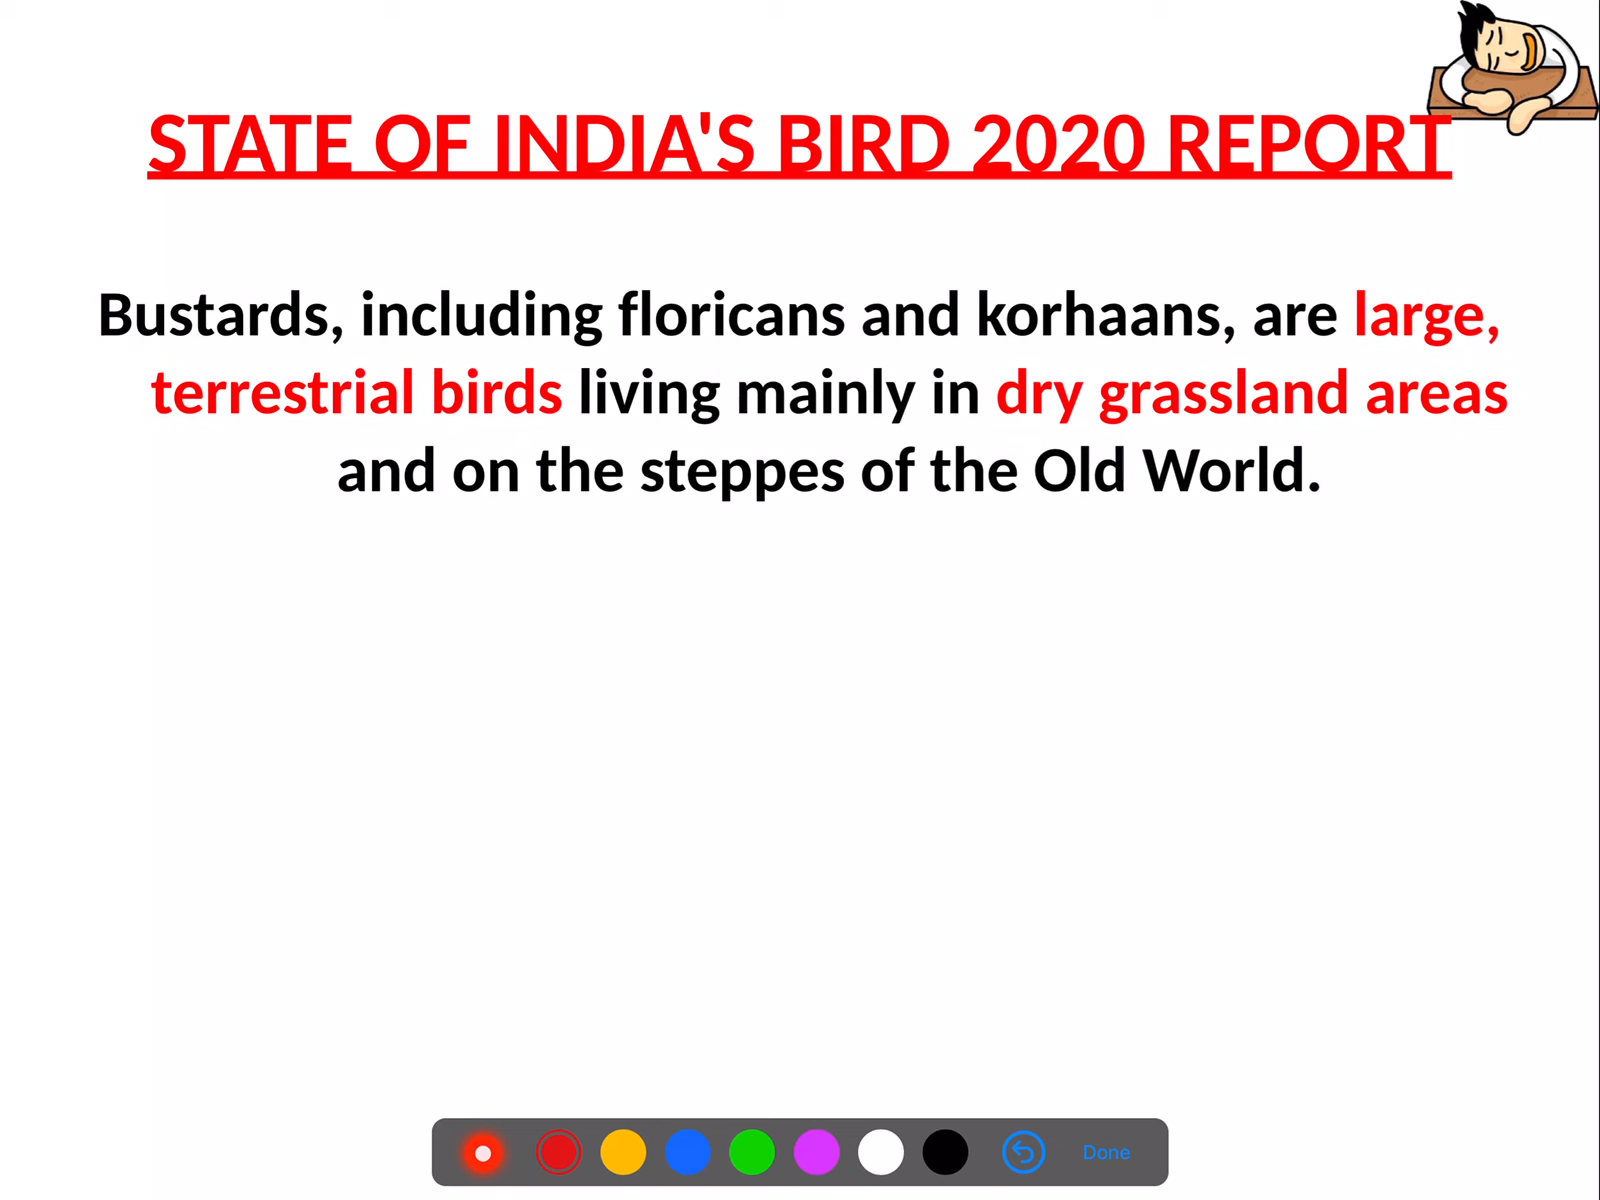 STATE OF INDIA'S BIRD 2020 REPORT
Bustards, including floricans and korhaans, are large,
terrestrial birds living mainly in dry grassland areas
and on the steppes of the Old World.
Done